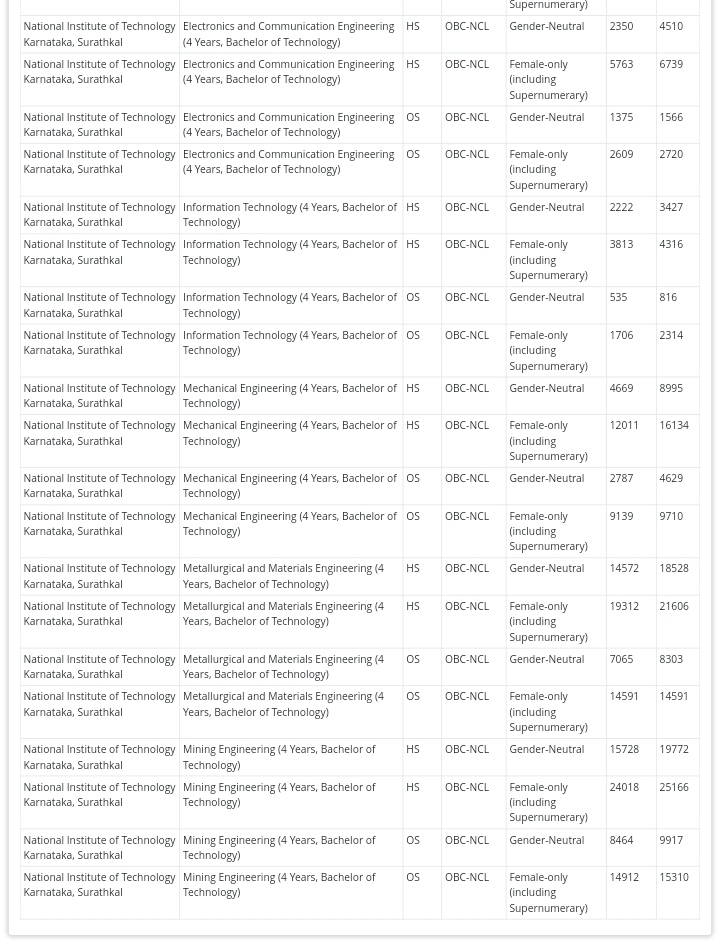 Supernumerary)
National Institute of Technology Electronics and Communication Engineering HS OBC-NCL Gender-Neutral 2350 4510
Karnataka, Surathkal (4 Years, Bachelor of Technology)
National Institute of Technology Electronics and Communication Engineering HS OBC-NCL Female-only 5763 6739
Karnataka, Surathkal (4 Years, Bachelor of Technology) (including
Supernumerary)
National Institute of Technology Electronics and Communication Engineering OS OBC-NCL Gender-Neutral 1375 1566
Karnataka, Surathkal (4 Years, Bachelor of Technology)
National Institute of Technology Electronics and Communication Engineering OS OBC-NCL Female-only 2609 2720
Karnataka, Surathkal (4 Years, Bachelor of Technology) (including
Supernumerary)
National Institute of Technology Information Technology (4 Years, Bachelor of HS OBC-NCL Gender-Neutral 2222 3427
Karnataka, Surathkal Technology)
National Institute of Technology Information Technology (4 Years, Bachelor of HS OBC-NCL Female-only 3813 4316
Karnataka, Surathkal Technology) (including
Supernumerary)
National Institute of Technology Information Technology (4 Years, Bachelor of OS OBC-NCL Gender-Neutral 535 816
Karnataka, Surathkal Technology)
National Institute of Technology Information Technology (4 Years, Bachelor of OS OBC-NCL Female-only 1706 2314
Karnataka, Surathkal Technology) (including
Supernumerary)
National Institute of Technology Mechanical Engineering (4 Years, Bachelor of HS OBC-NCL Gender-Neutral 4669 8995
Karnataka, Surathkal Technology)
National Institute of Technology Mechanical Engineering (4 Years, Bachelor of HS OBC-NCL Female-only 12011 16134
Karnataka, Surathkal Technology) (including
Supernumerary)
National Institute of Technology Mechanical Engineering (4 Years, Bachelor of OS OBC-NCL Gender-Neutral 2787 4629
Karnataka, Surathkal Technology)
National Institute of Technology Mechanical Engineering (4 Years, Bachelor of OS OBC-NCL Female-only 9139 9710
Karnataka, Surathkal Technology) (including
Supernumerary)
National Institute of Technology Metallurgical and Materials Engineering (4 HS OBC-NCL Gender-Neutral 14572 18528
Karnataka, Surathkal Years, Bachelor of Technology)
National Institute of Technology Metallurgical and Materials Engineering (4 HS OBC-NCL Female-only 19312 21606
Karnataka, Surathkal Years, Bachelor of Technology) (including
Supernumerary)
National Institute of Technology Metallurgical and Materials Engineering (4 OS OBC-NCL Gender-Neutral 7065 8303
Karnataka, Surathkal Years, Bachelor of Technology)
National Institute of Technology Metallurgical and Materials Engineering (4 OS OBC-NCL Female-only 14591 14591
Karnataka, Surathkal Years, Bachelor of Technology) (including
Supernumerary)
National Institute of Technology Mining Engineering (4 Years, Bachelor of HS OBC-NCL Gender-Neutral 15728 19772
Karnataka, Surathkal Technology)
National Institute of Technology Mining Engineering (4 Years, Bachelor of HS OBC-NCL Female-only 24018 25166
Karnataka, Surathkal Technology) (including
Supernumerary)
National Institute of Technology Mining Engineering (4 Years, Bachelor of OS OBC-NCL Gender-Neutral 8464 9917
Karnataka, Surathkal Technology)
National Institute of Technology Mining Engineering (4 Years, Bachelor of OS OBC-NCL Female-only 14912 15310
Karnataka, Surathkal Technology) (including
Supernumerary)